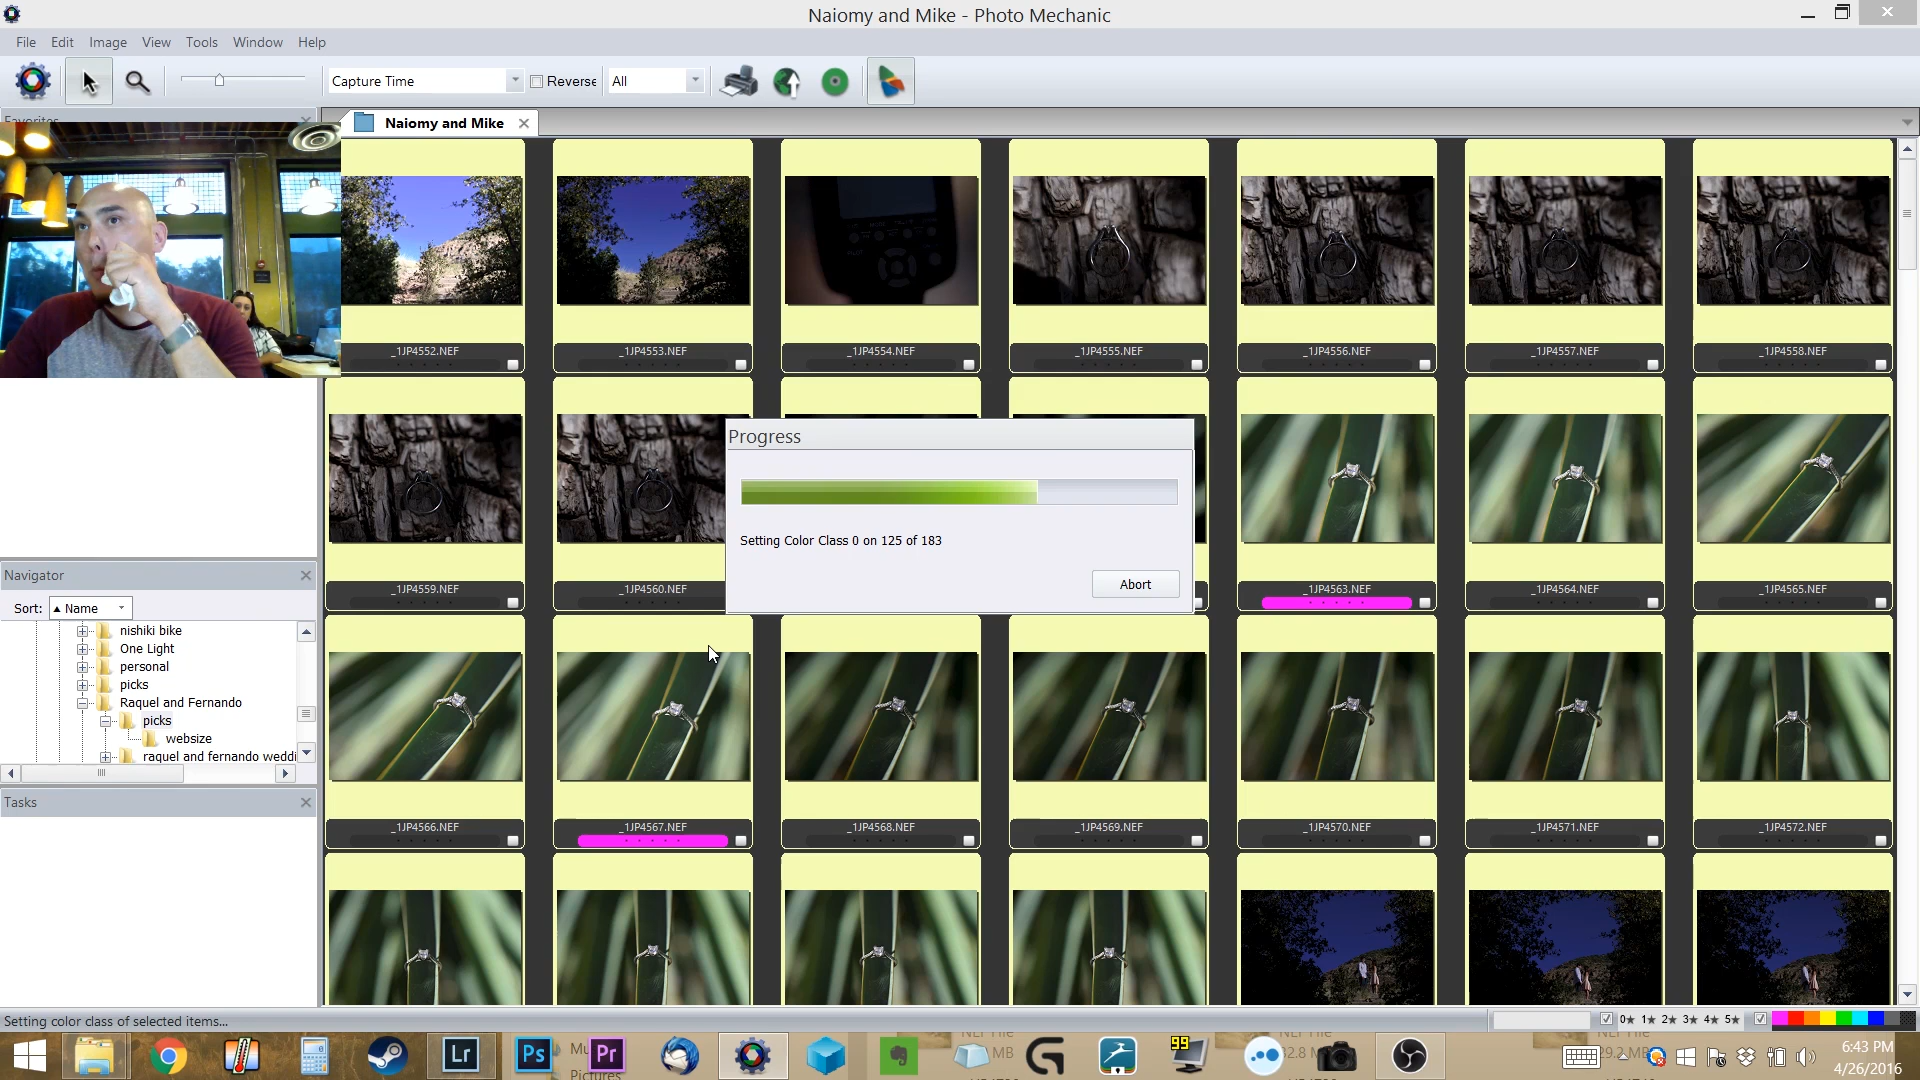 Naiomy and Mike - Photo Mechanic
File Edit Image View Tools Window Help
Capture Time Reverse All
Favorites
Naiomy and Mike
_1JP4552.NEF _1JP4553.NEF _1JP4554.NEF _1JP4555.NEF _1JP4556.NEF _1JP4557.NEF _1JP4558.NEF
Progress
Setting Color Class 0 on 125 of 183
Abort
_1JP4559.NEF _1JP4560.NEF _1JP4563.NEF _1JP4564.NEF _1JP4565.NEF
Navigator
Sort: Name
nishiki bike
One Light
personal
picks
Raquel and Fernando
picks
websize
raquel and fernando weddi
Tasks
_1JP4566.NEF _1JP4567.NEF _1JP4568.NEF _1JP4569.NEF _1JP4570.NEF _1JP4571.NEF _1JP4572.NEF
Setting color class of selected items...
0★ 1★ 2★ 3★ 4★ 5★
Lr Ps Pr 99
Pictures
MB
6:43 PM
4/26/2016